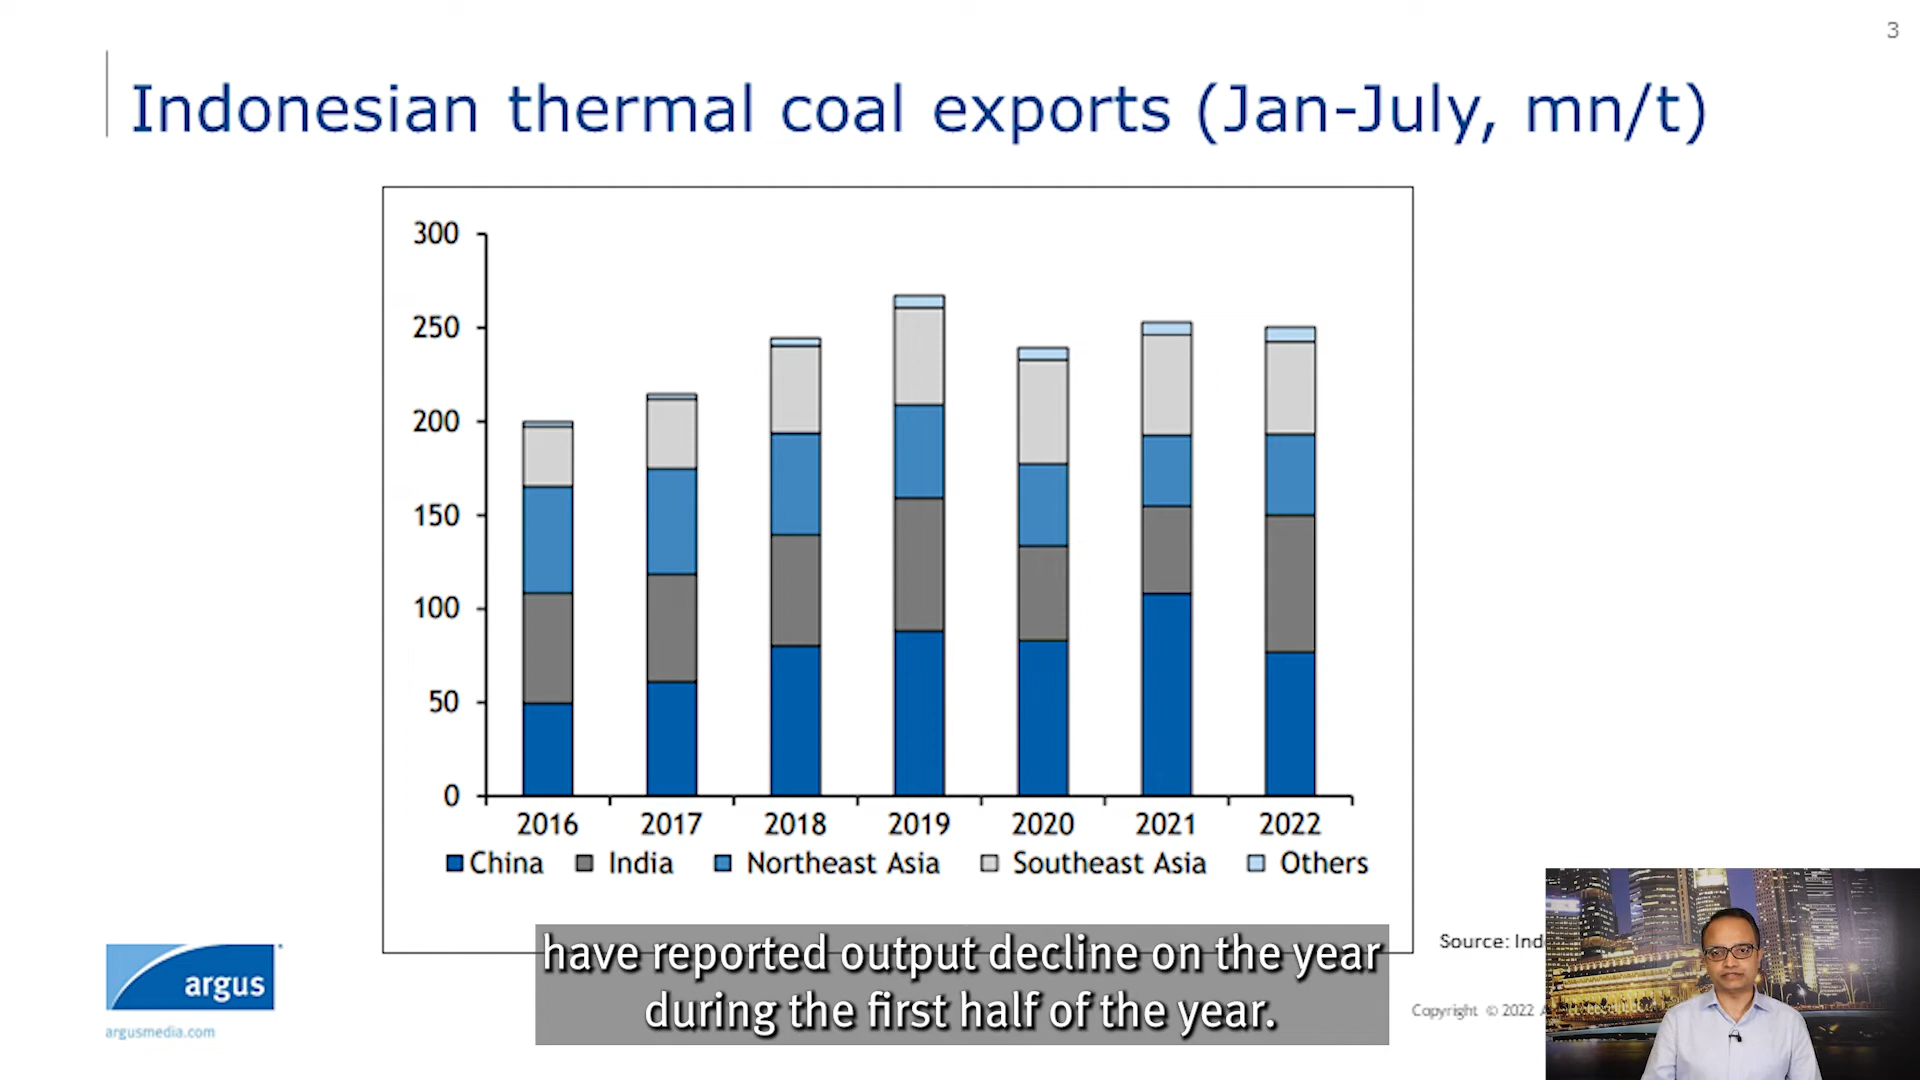 3
Indonesian thermal coal exports (Jan-July, mn/t)
300
250
200
150
100
50
0
2016 2017 2018 2019 2020 2021 2022
China India Northeast Asia Southeast Asia Others
have reported output decline on the year
during the first half of the year.
Source:
argus
argusmedia.com
Copyright © 2022